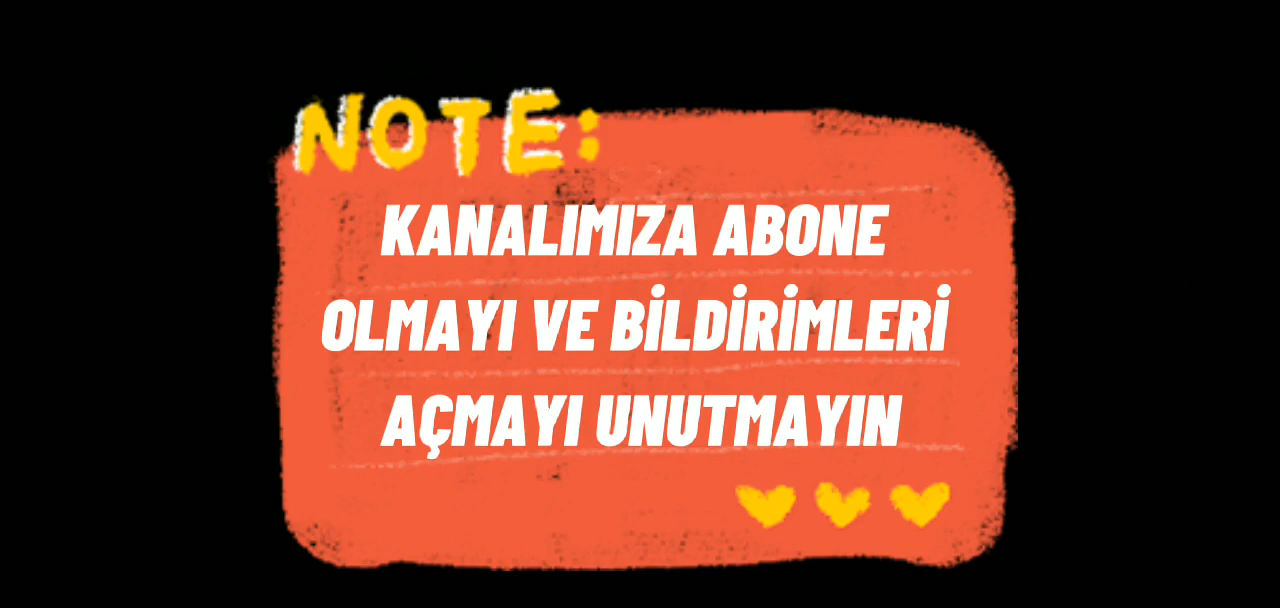 NOTE:
KANALIMIZA ABONE
OLMAYI VE BİLDİRİMLERİ
AÇMAYI UNUTMAYIN